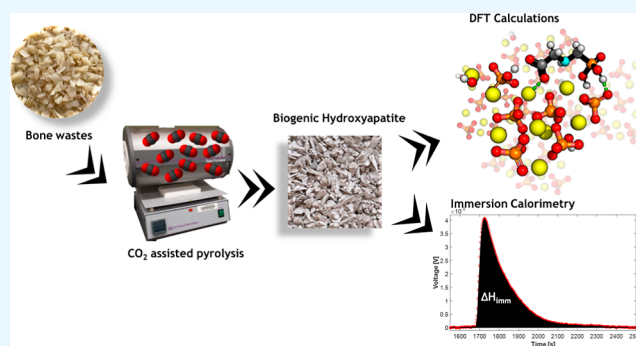 DFT Calculations
Bone wastes
Biogenic Hydroxyapatite
CO₂ assisted pyrolysis
Immersion Calorimetry
Voltage [V]
4
3.5
3
2.5
2
1.5
1
0.5
0
ΔHimm
1600 1700 1800 1900 2000 2100 2200 2300 2400
Time [s]